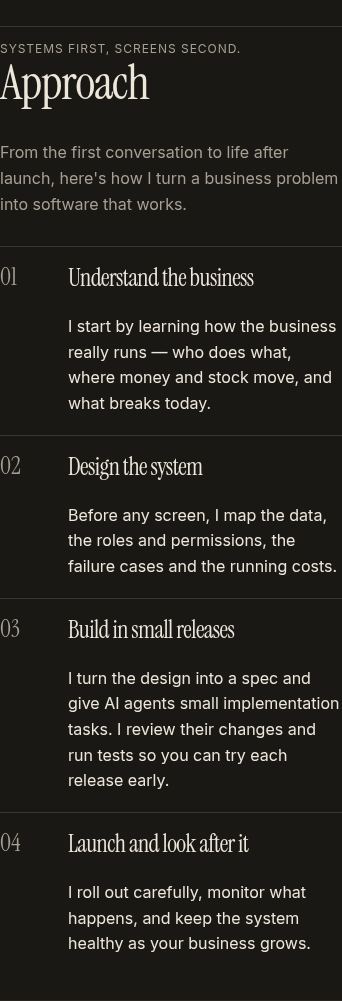 SYSTEMS FIRST, SCREENS SECOND.
Approach
From the first conversation to life after
launch, here's how I turn a business problem
into software that works.
01
Understand the business
I start by learning how the business
really runs — who does what,
where money and stock move, and
what breaks today.
02
Design the system
Before any screen, I map the data,
the roles and permissions, the
failure cases and the running costs.
03
Build in small releases
I turn the design into a spec and
give AI agents small implementation
tasks. I review their changes and
run tests so you can try each
release early.
04
Launch and look after it
I roll out carefully, monitor what
happens, and keep the system
healthy as your business grows.